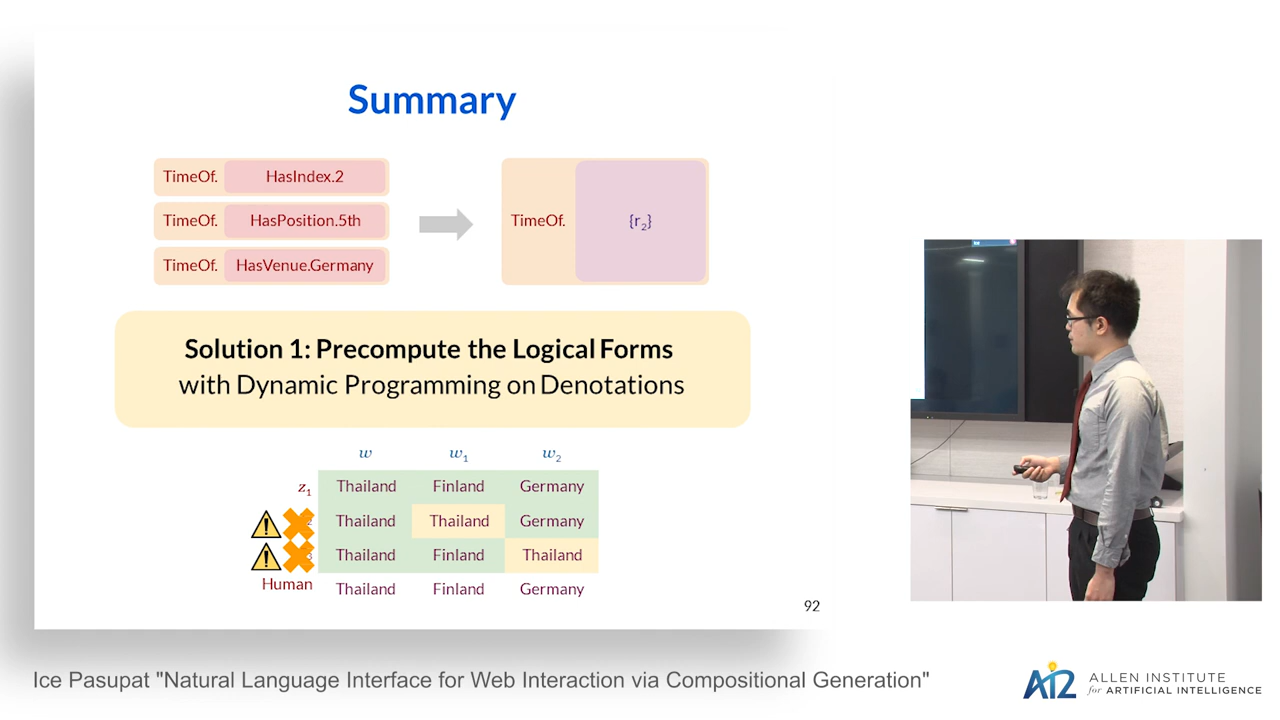 Summary
TimeOf. HasIndex.2
TimeOf. HasPosition.5th
TimeOf. HasVenue.Germany
TimeOf. {r₂}
Solution 1: Precompute the Logical Forms
with Dynamic Programming on Denotations
w w₁ w₂
z₁ Thailand Finland Germany
Thailand Thailand Germany
Thailand Finland Thailand
Human Thailand Finland Germany
92
Ice Pasupat "Natural Language Interface for Web Interaction via Compositional Generation"
AI2 ALLEN INSTITUTE
for ARTIFICIAL INTELLIGENCE